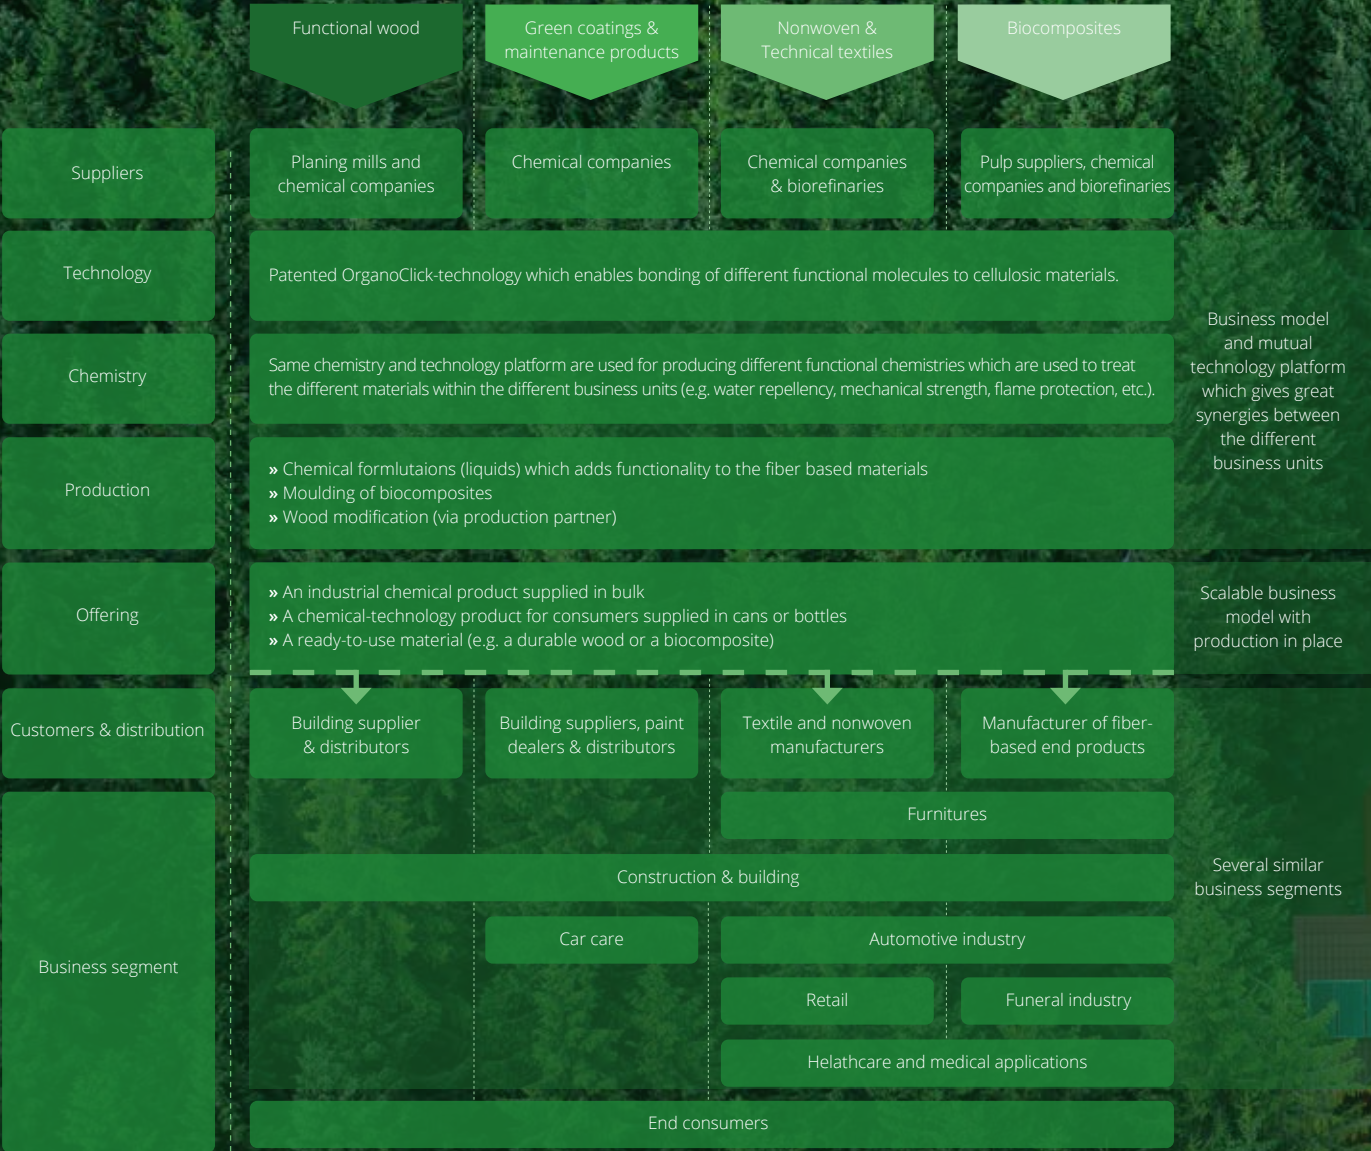 Functional wood
Green coatings &
maintenance products
Nonwoven &
Technical textiles
Biocomposites
Suppliers
Planing mills and
chemical companies
Chemical companies
Chemical companies
& biorefinaries
Pulp suppliers, chemical
companies and biorefinaries
Technology
Patented OrganoClick-technology which enables bonding of different functional molecules to cellulosic materials.
Chemistry
Same chemistry and technology platform are used for producing different functional chemistries which are used to treat
the different materials within the different business units (e.g. water repellency, mechanical strength, flame protection, etc.).
Production
» Chemical formlutaions (liquids) which adds functionality to the fiber based materials
» Moulding of biocomposites
» Wood modification (via production partner)
Business model
and mutual
technology platform
which gives great
synergies between
the different
business units
Offering
» An industrial chemical product supplied in bulk
» A chemical-technology product for consumers supplied in cans or bottles
» A ready-to-use material (e.g. a durable wood or a biocomposite)
Scalable business
model with
production in place
Customers & distribution
Building supplier
& distributors
Building suppliers, paint
dealers & distributors
Textile and nonwoven
manufacturers
Manufacturer of fiber-
based end products
Business segment
Furnitures
Construction & building
Car care
Automotive industry
Retail
Funeral industry
Helathcare and medical applications
End consumers
Several similar
business segments